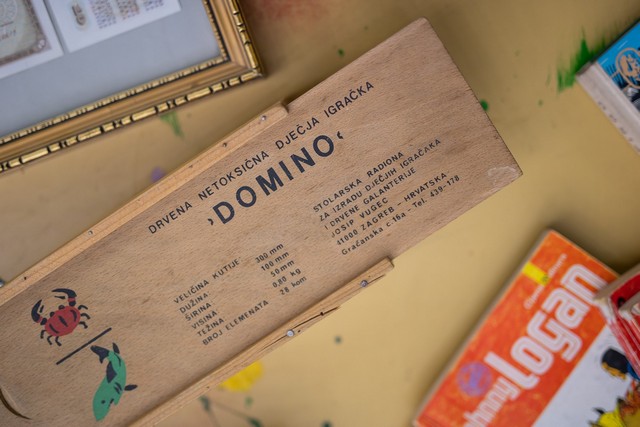 DRVENA NETOKSIČNA DJEČJA IGRAČKA
›DOMINO‹
STOLARSKA RADIONA
ZA IZRADU DJEČJIH IGRAČAKA
I DRVENE GALANTERIJE
JOSIP VUGEC
41000 ZAGREB – HRVATSKA
Gračanska c. 16a - Tel. 439-178
VELIČINA KUTIJE
DUŽINA 300 mm
ŠIRINA 100 mm
VISINA 50 mm
TEŽINA 0,80 kg
BROJ ELEMENATA 28 kom
logan